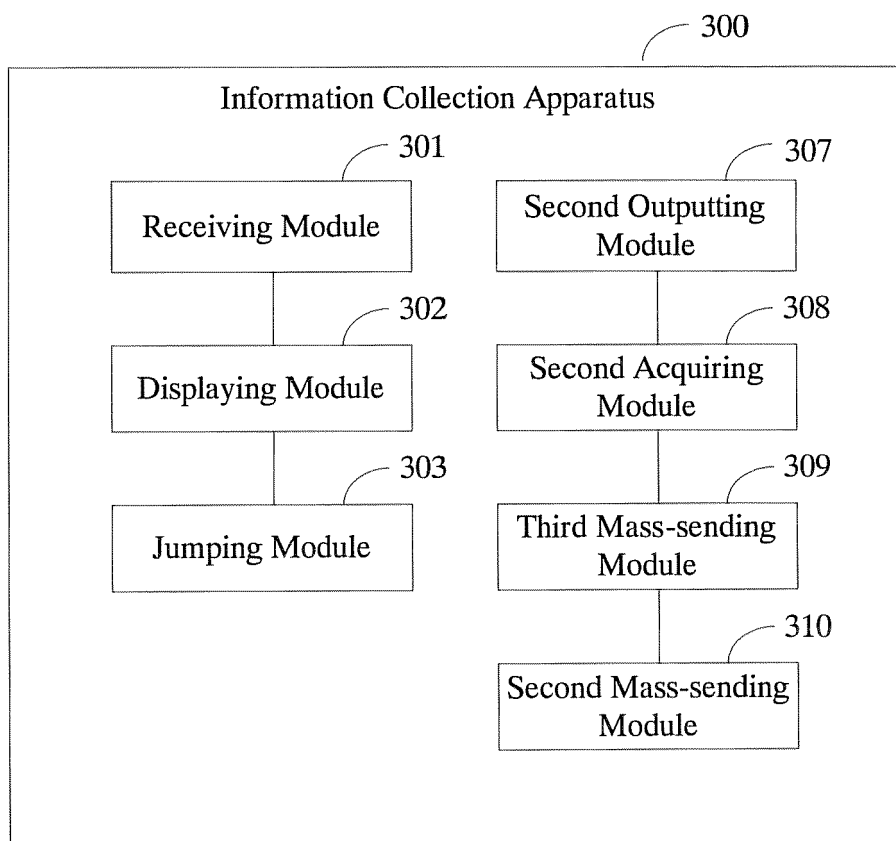 300
Information Collection Apparatus
301
Receiving Module
302
Displaying Module
303
Jumping Module
307
Second Outputting
Module
308
Second Acquiring
Module
309
Third Mass-sending
Module
310
Second Mass-sending
Module